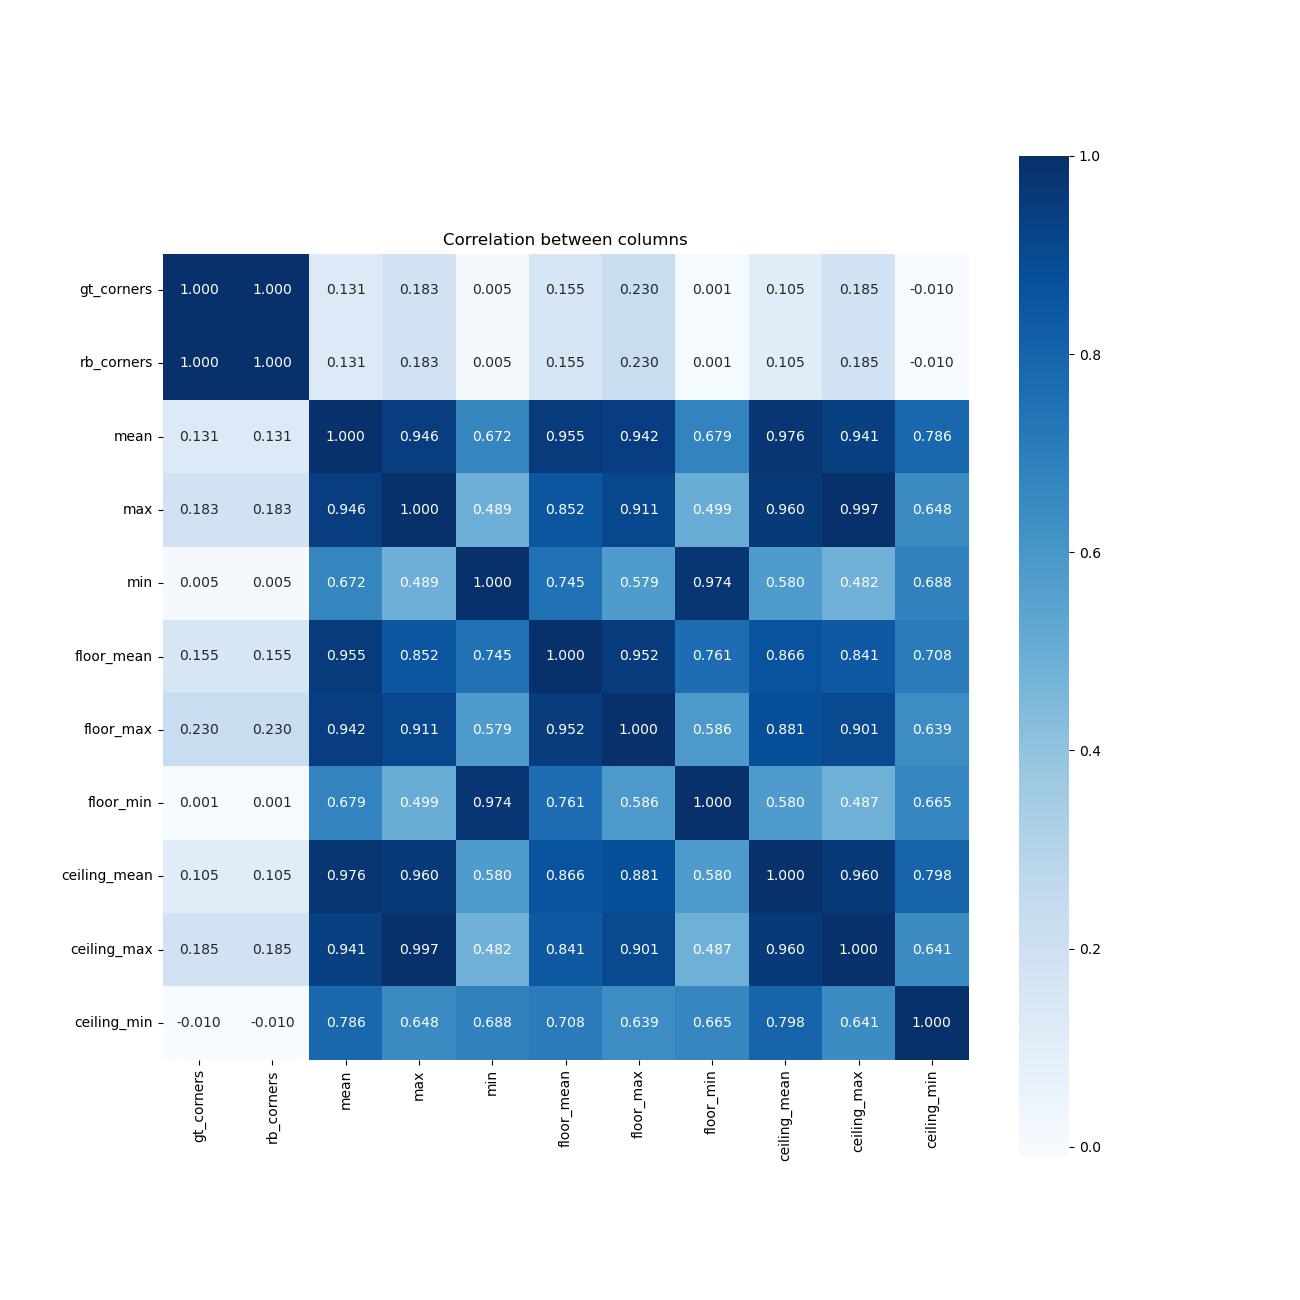 Correlation between columns
gt_corners 1.000 1.000 0.131 0.183 0.005 0.155 0.230 0.001 0.105 0.185 -0.010
rb_corners 1.000 1.000 0.131 0.183 0.005 0.155 0.230 0.001 0.105 0.185 -0.010
mean 0.131 0.131 1.000 0.946 0.672 0.955 0.942 0.679 0.976 0.941 0.786
max 0.183 0.183 0.946 1.000 0.489 0.852 0.911 0.499 0.960 0.997 0.648
min 0.005 0.005 0.672 0.489 1.000 0.745 0.579 0.974 0.580 0.482 0.688
floor_mean 0.155 0.155 0.955 0.852 0.745 1.000 0.952 0.761 0.866 0.841 0.708
floor_max 0.230 0.230 0.942 0.911 0.579 0.952 1.000 0.586 0.881 0.901 0.639
floor_min 0.001 0.001 0.679 0.499 0.974 0.761 0.586 1.000 0.580 0.487 0.665
ceiling_mean 0.105 0.105 0.976 0.960 0.580 0.866 0.881 0.580 1.000 0.960 0.798
ceiling_max 0.185 0.185 0.941 0.997 0.482 0.841 0.901 0.487 0.960 1.000 0.641
ceiling_min -0.010 -0.010 0.786 0.648 0.688 0.708 0.639 0.665 0.798 0.641 1.000
gt_corners rb_corners mean max min floor_mean floor_max floor_min ceiling_mean ceiling_max ceiling_min
1.0
0.8
0.6
0.4
0.2
0.0